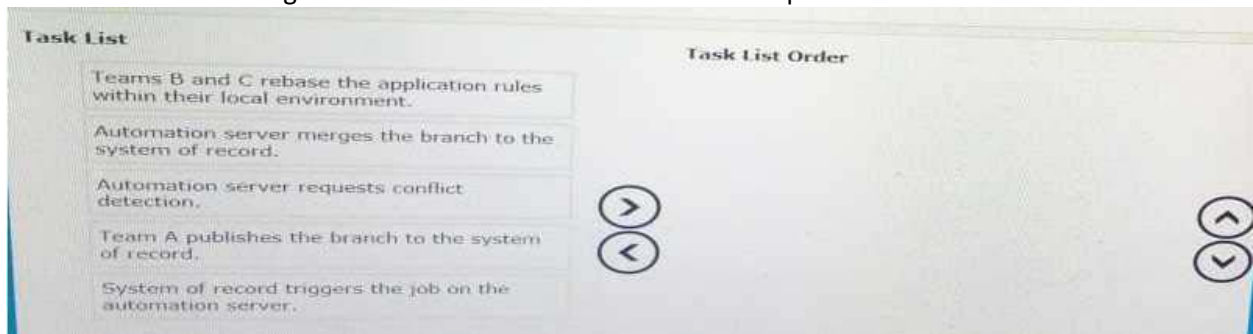 Task List
Task List Order
Teams B and C rebase the application rules
within their local environment.
Automation server merges the branch to the
system of record.
Automation server requests conflict
detection.
Team A publishes the branch to the system
of record.
System of record triggers the job on the
automation server.